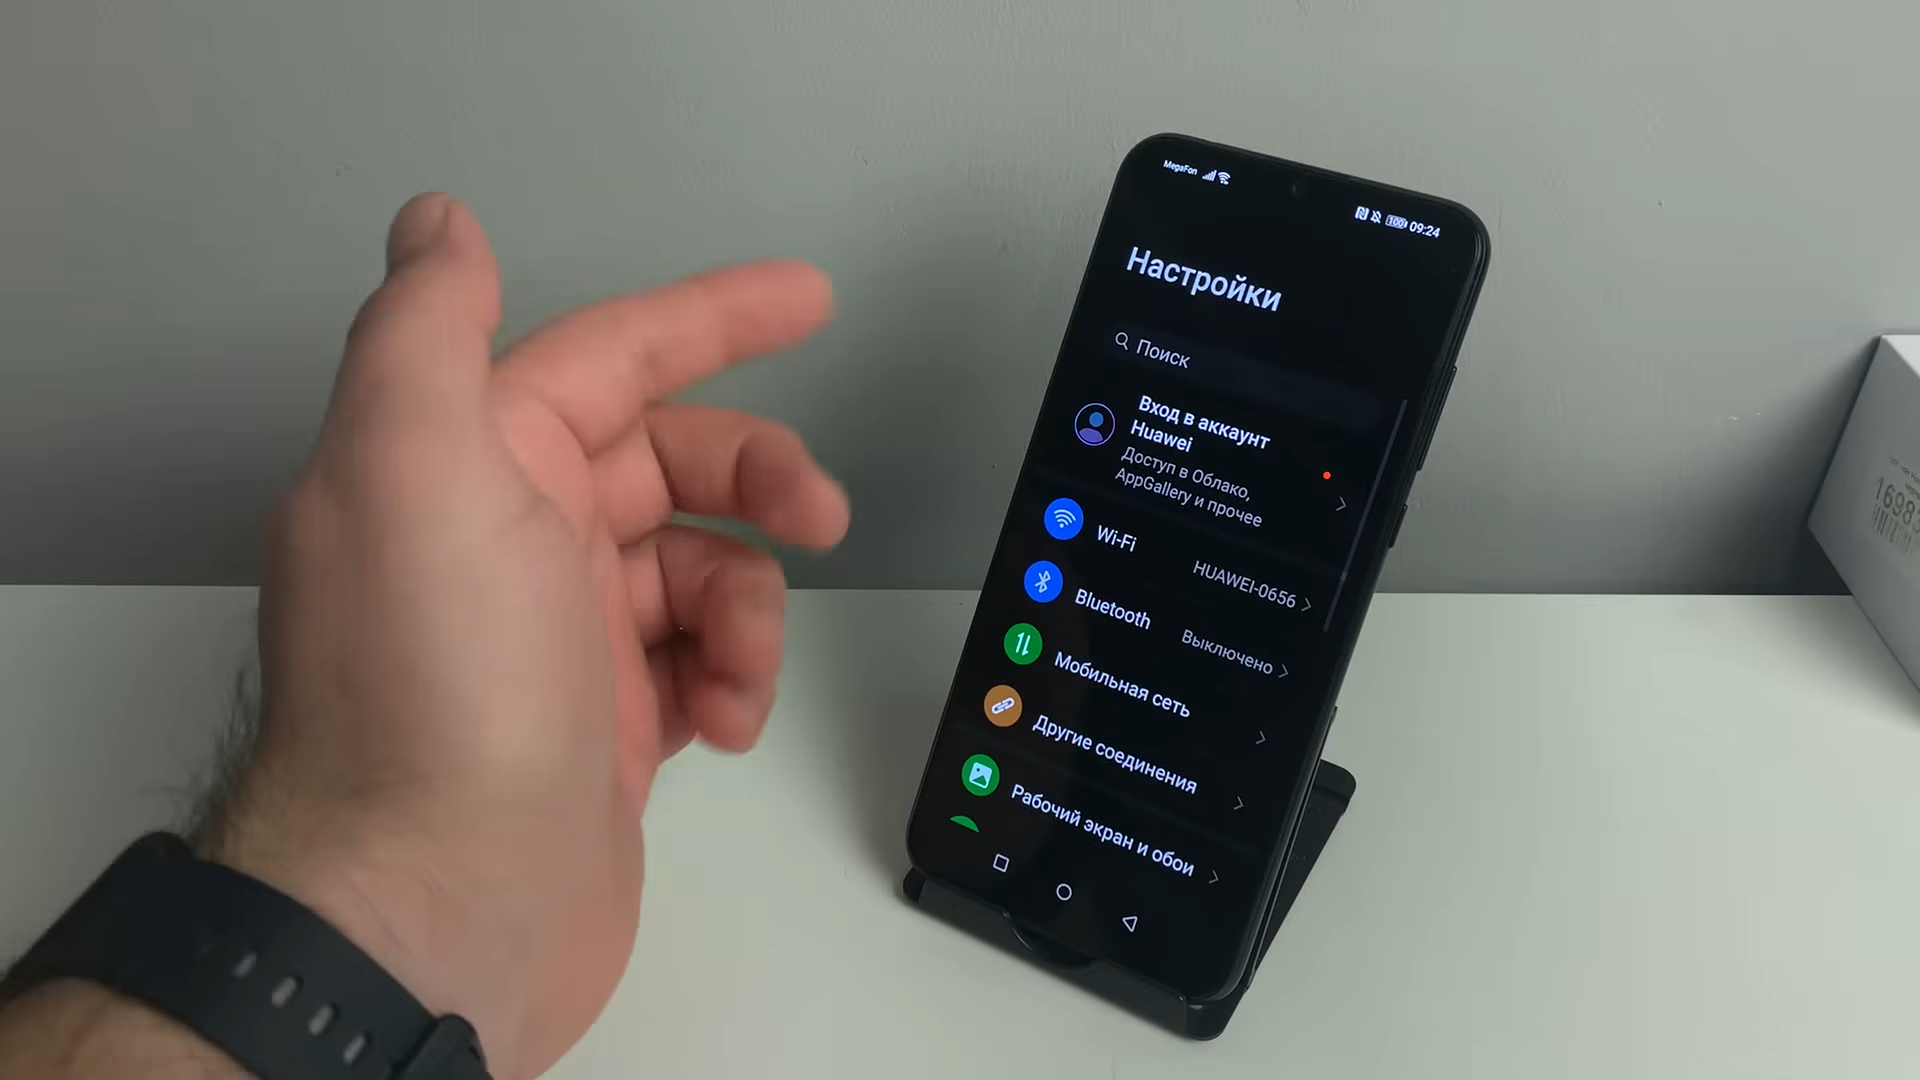 MegaFon
100 09:24
Настройки
Поиск
Вход в аккаунт
Huawei
Доступ в Облако,
AppGallery и прочее
Wi-Fi
HUAWEI-0656
Bluetooth
Выключено
Мобильная сеть
Другие соединения
Рабочий экран и обои